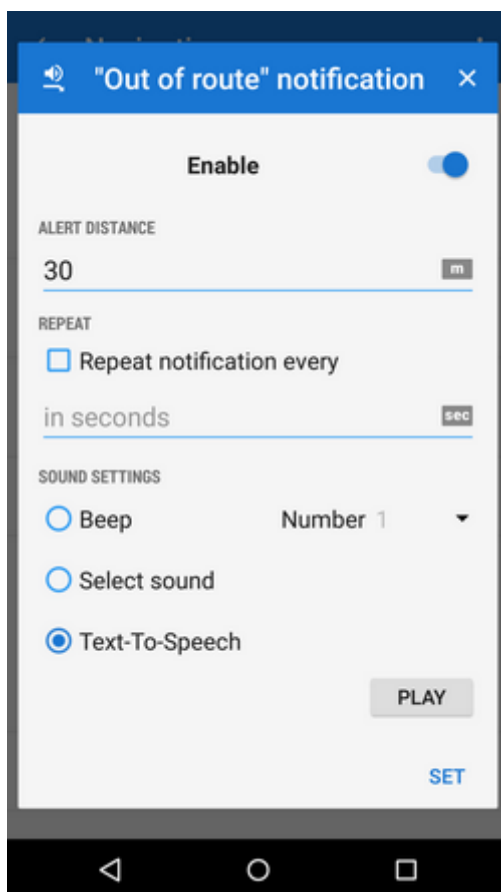 "Out of route" notification
Enable
ALERT DISTANCE
30 m
REPEAT
Repeat notification every
in seconds sec
SOUND SETTINGS
Beep Number 1
Select sound
Text-To-Speech
PLAY
SET